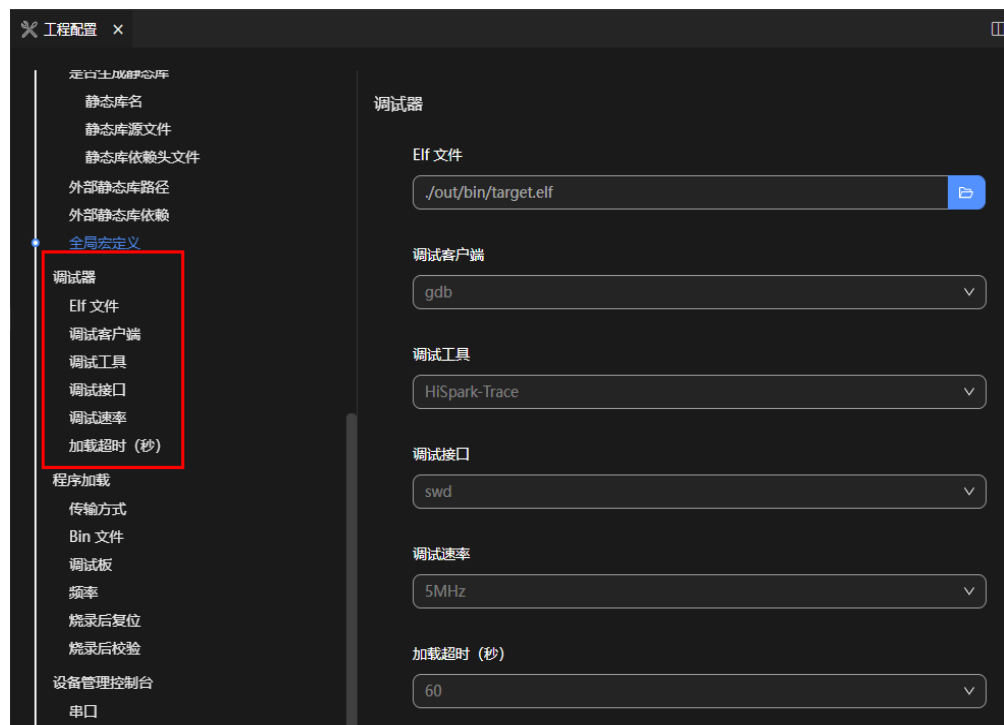 工程配置
是否生成静态库
静态库名
静态库源文件
静态库依赖头文件
外部静态库路径
外部静态库依赖
全局宏定义
调试器
Elf 文件
调试客户端
调试工具
调试接口
调试速率
加载超时（秒）
程序加载
传输方式
Bin 文件
调试板
频率
烧录后复位
烧录后校验
设备管理控制台
串口
调试器
Elf 文件
./out/bin/target.elf
调试客户端
gdb
调试工具
HiSpark-Trace
调试接口
swd
调试速率
5MHz
加载超时（秒）
60